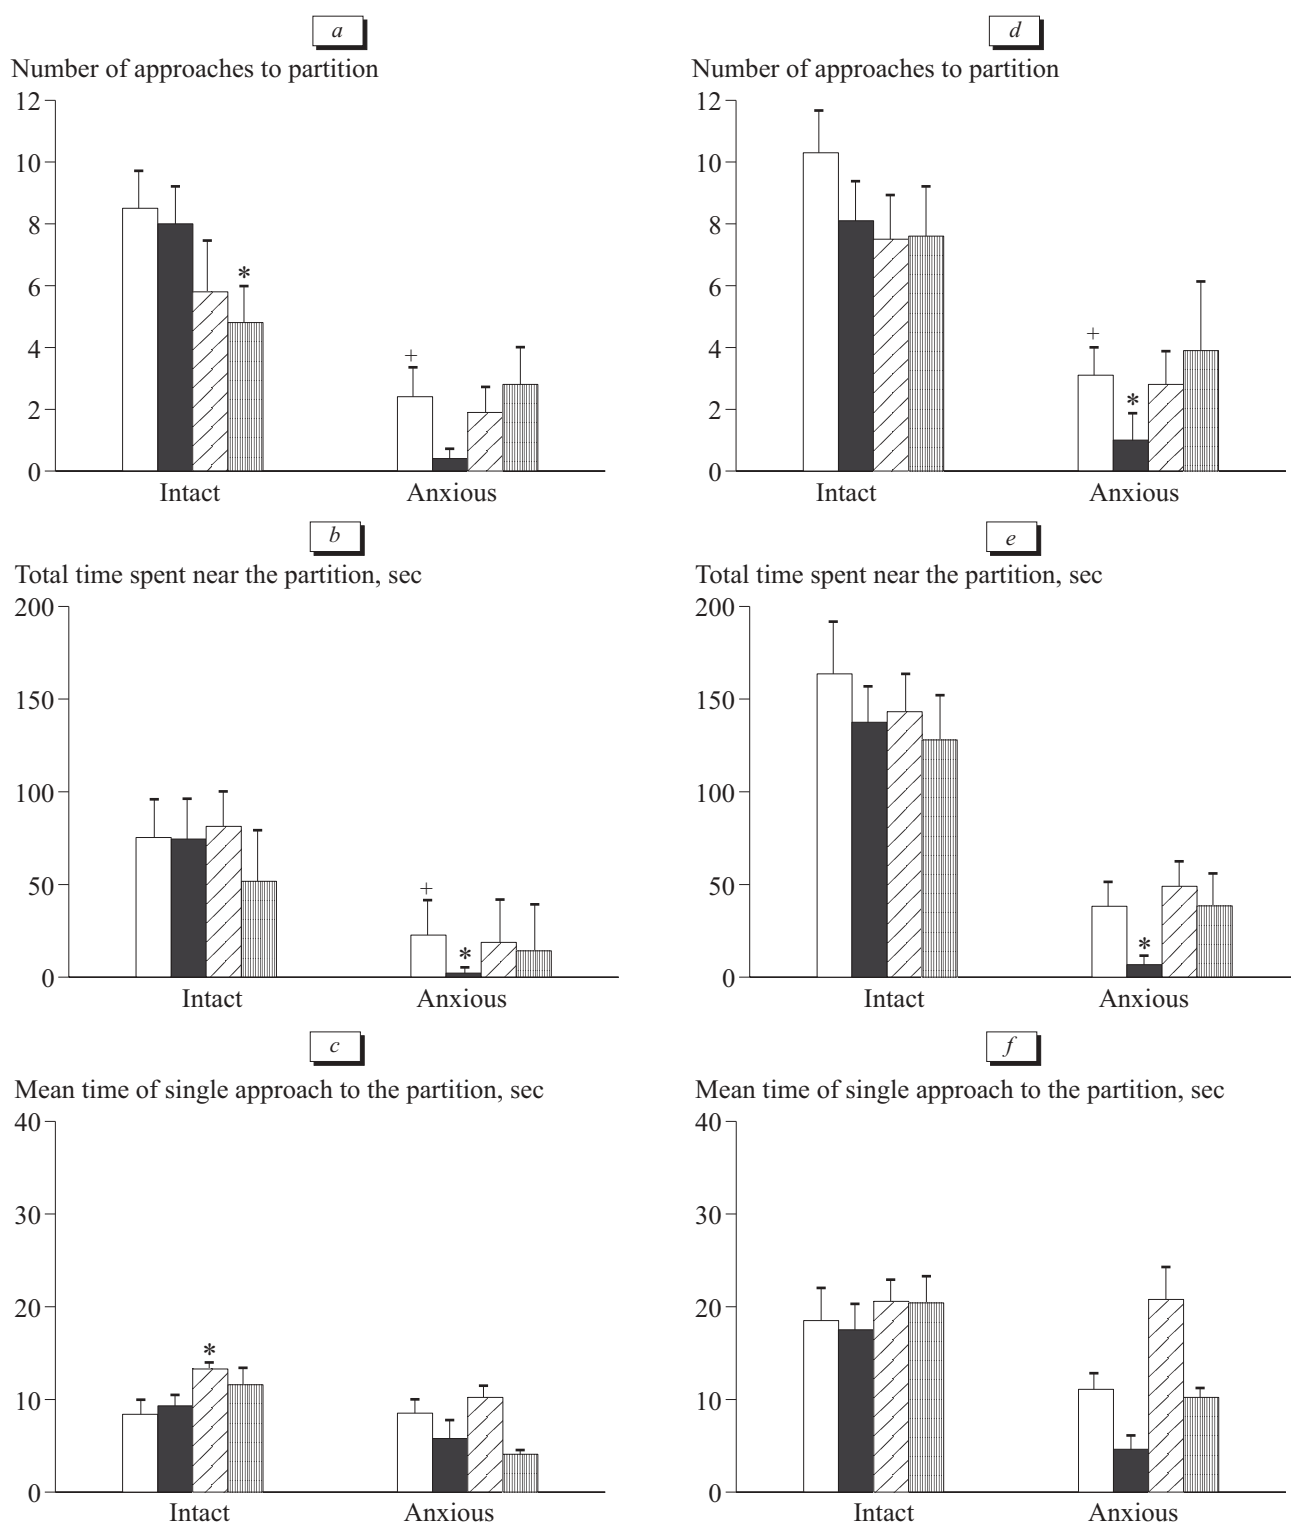 a
Number of approaches to partition
12
10
8
6
4
2
0
*
+
Intact
Anxious
b
Total time spent near the partition, sec
200
150
100
50
0
+
*
Intact
Anxious
c
Mean time of single approach to the partition, sec
40
30
20
10
0
*
Intact
Anxious
d
Number of approaches to partition
12
10
8
6
4
2
0
+
*
Intact
Anxious
e
Total time spent near the partition, sec
200
150
100
50
0
*
Intact
Anxious
f
Mean time of single approach to the partition, sec
40
30
20
10
0
Intact
Anxious